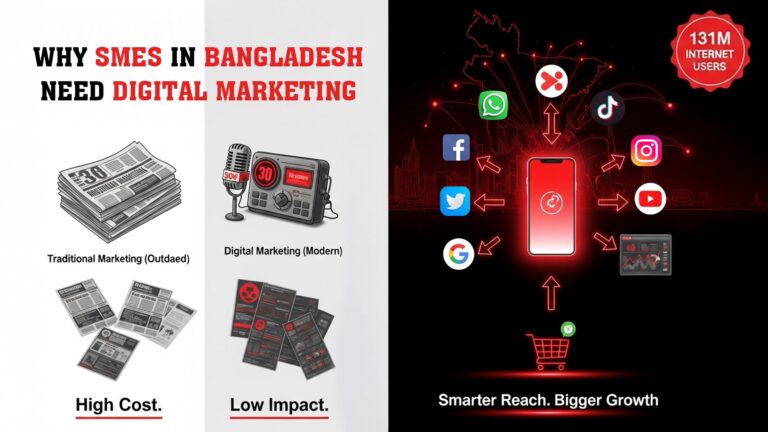 WHY SMES IN BANGLADESH
NEED DIGITAL MARKETING
131M
INTERNET
USERS
30
Traditional Marketing (Outdaed)
Digital Marketing (Modern)
High Cost.
Low Impact.
Smarter Reach. Bigger Growth